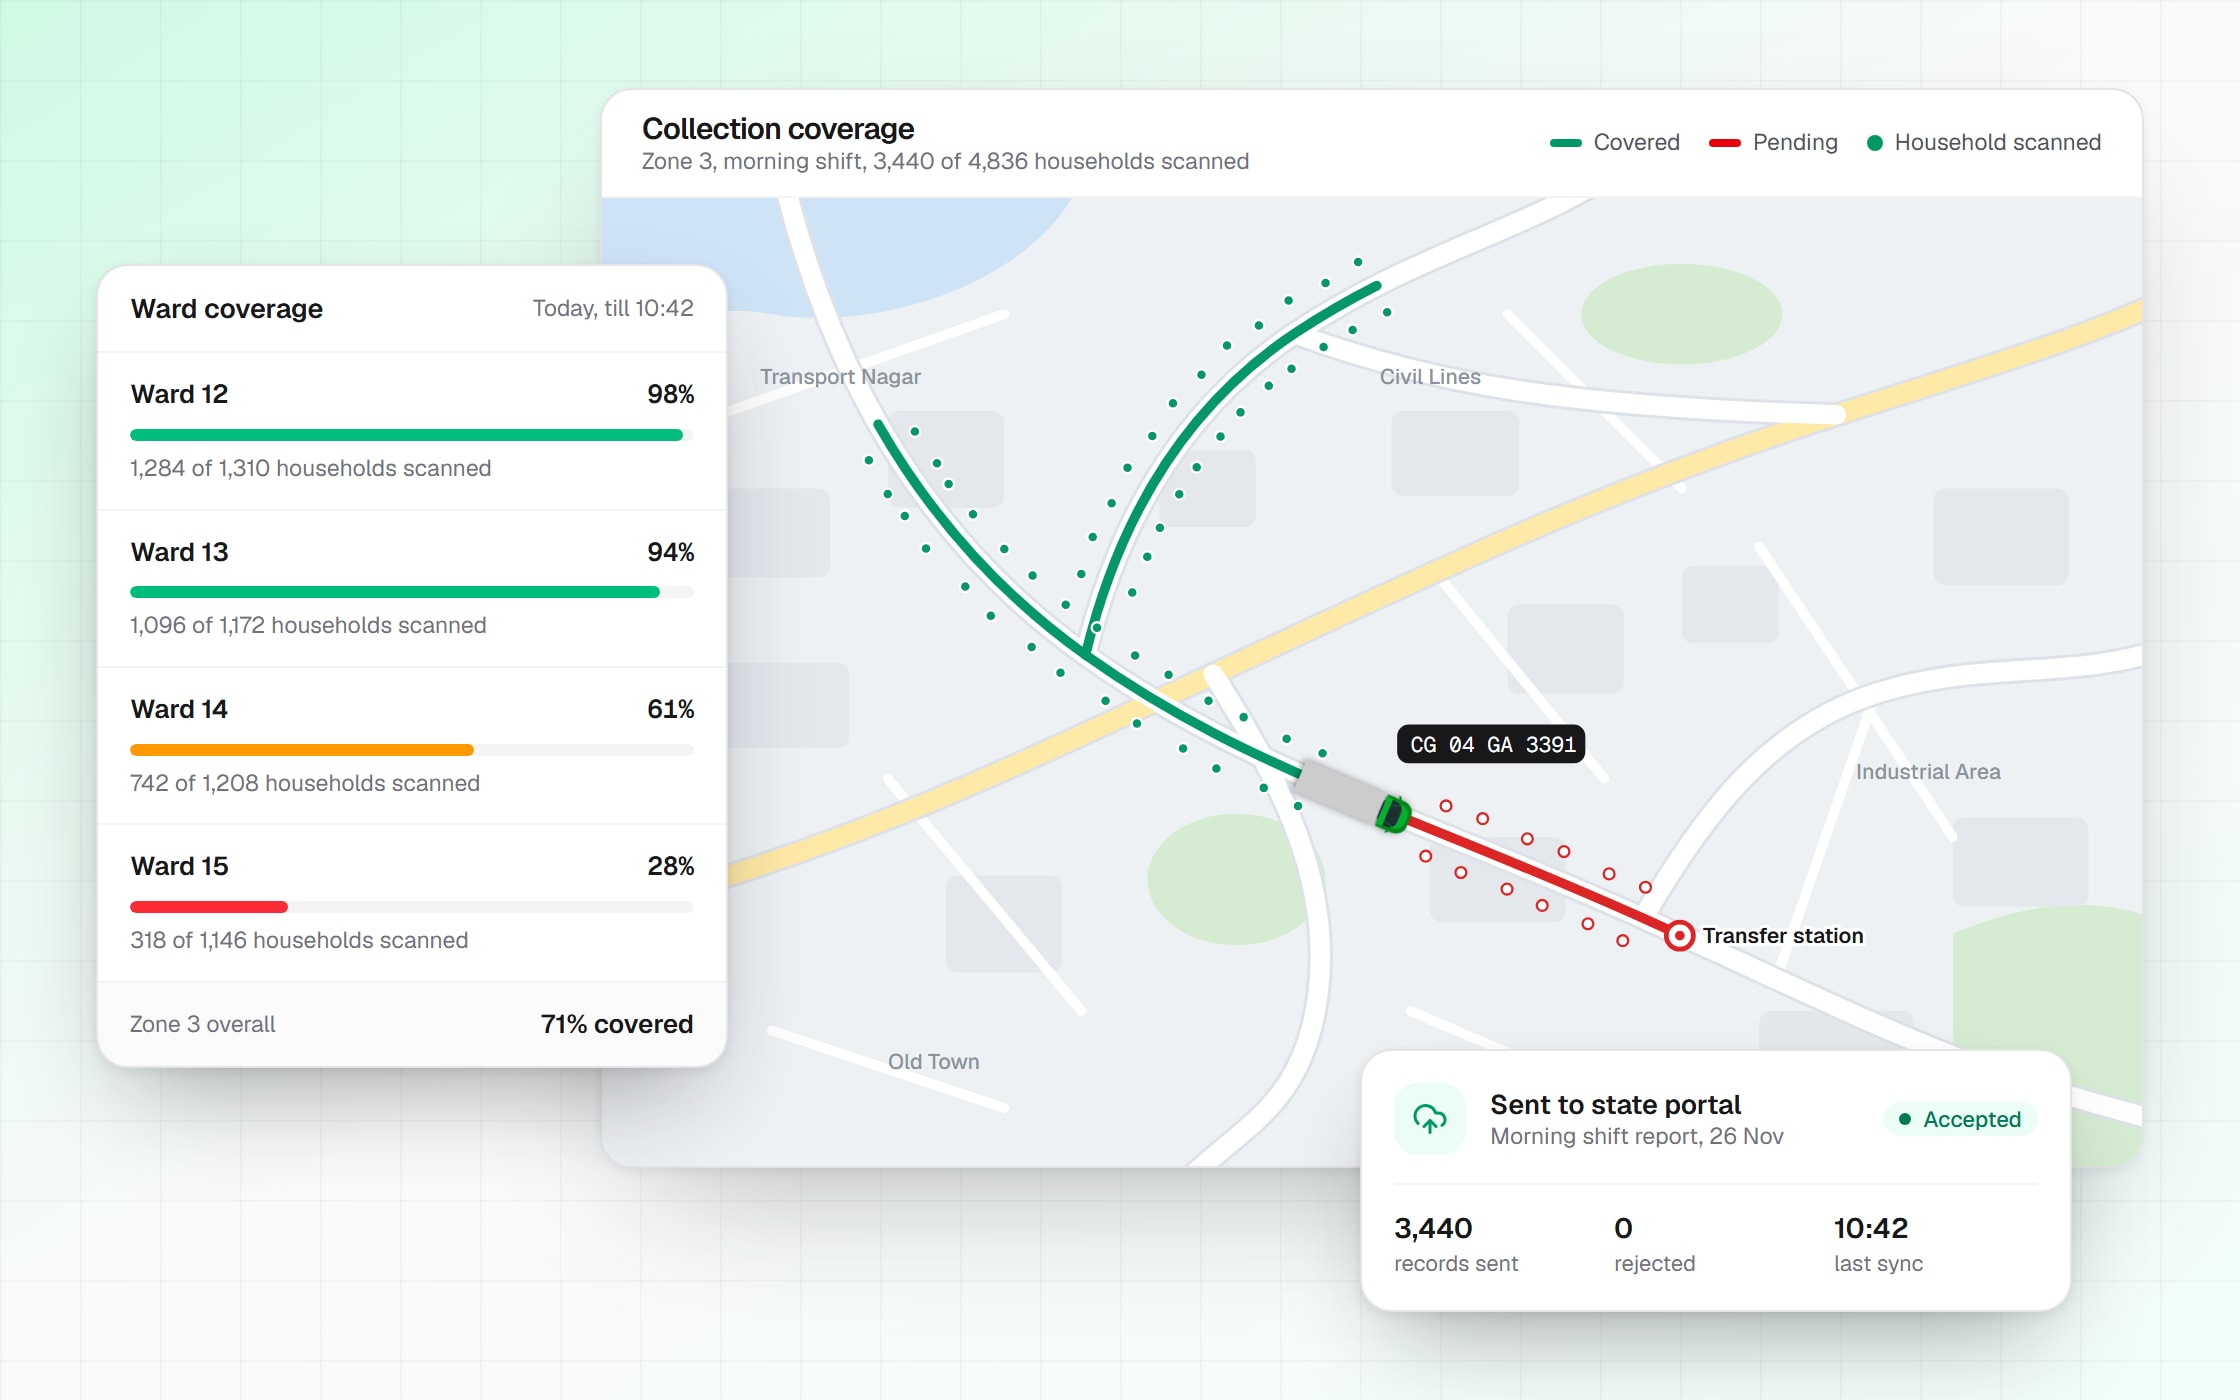 Collection coverage
Zone 3, morning shift, 3,440 of 4,836 households scanned
Covered
Pending
Household scanned
Ward coverage
Today, till 10:42
Ward 12
98%
1,284 of 1,310 households scanned
Ward 13
94%
1,096 of 1,172 households scanned
Ward 14
61%
742 of 1,208 households scanned
Ward 15
28%
318 of 1,146 households scanned
Zone 3 overall
71% covered
Transport Nagar
Civil Lines
CG 04 GA 3391
Industrial Area
Transfer station
Old Town
Sent to state portal
Morning shift report, 26 Nov
Accepted
3,440
records sent
0
rejected
10:42
last sync